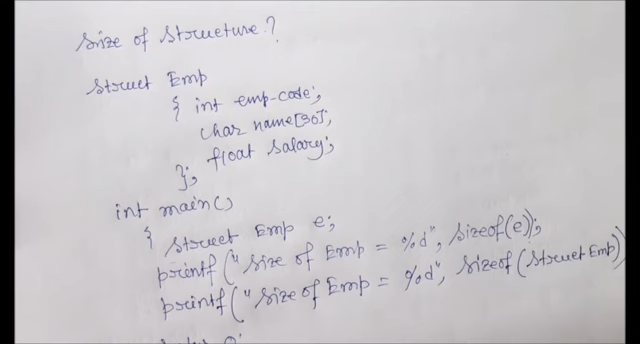 Size of Structure?
Struct Emp
{ int emp-code;
char name[30];
float salary;
};
int main()
{ Struct Emp e;
printf("Size of Emp = %d", sizeof(e));
printf("Size of Emp = %d", sizeof(Struct Emp)